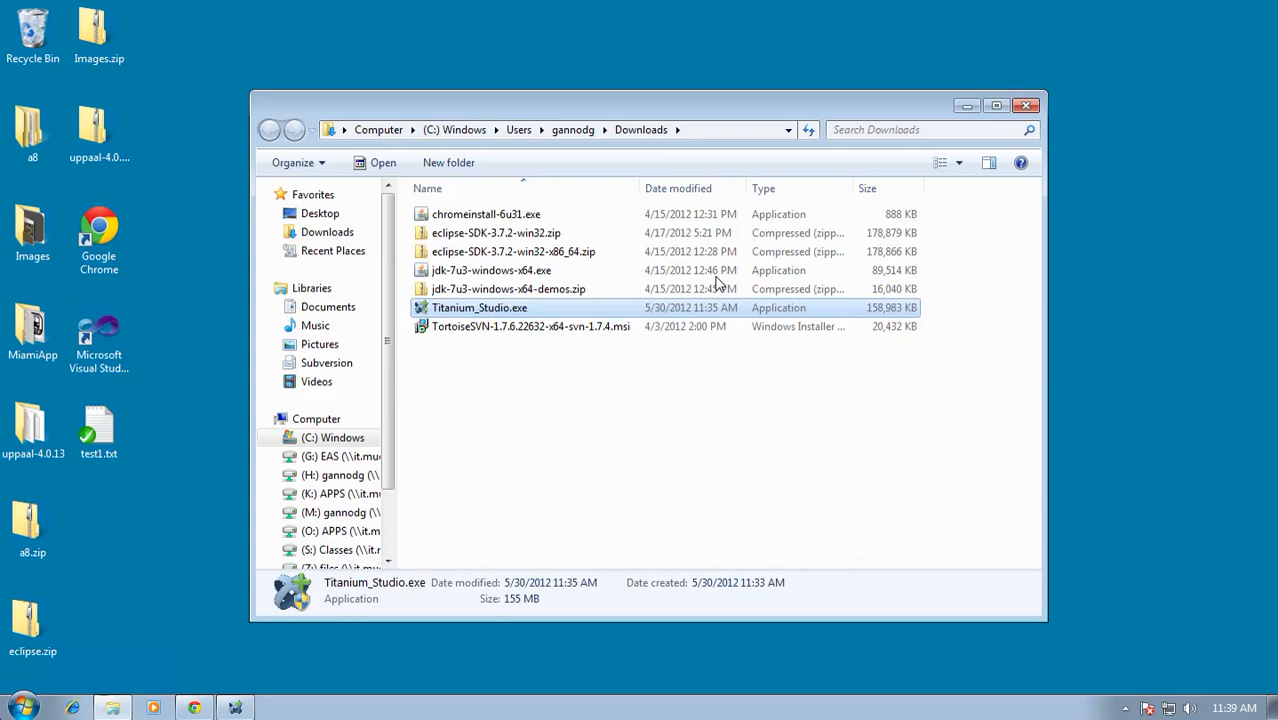 Recycle Bin
Images.zip
a8
uppaal-4.0....
Images
Google Chrome
MiamiApp
Microsoft Visual Stud...
uppaal-4.0.13
test1.txt
a8.zip
eclipse.zip
Computer (C:) Windows Users gannodg Downloads
Search Downloads
Organize Open New folder
Name Date modified Type Size
chromeinstall-6u31.exe 4/15/2012 12:31 PM Application 888 KB
eclipse-SDK-3.7.2-win32.zip 4/17/2012 5:21 PM Compressed (zipp... 178,879 KB
eclipse-SDK-3.7.2-win32-x86_64.zip 4/15/2012 12:28 PM Compressed (zipp... 178,866 KB
jdk-7u3-windows-x64.exe 4/15/2012 12:46 PM Application 89,514 KB
jdk-7u3-windows-x64-demos.zip 4/15/2012 Compressed (zipp... 16,040 KB
Titanium_Studio.exe 5/30/2012 11:35 AM Application 158,983 KB
TortoiseSVN-1.7.6.22632-x64-svn-1.7.4.msi 4/3/2012 2:00 PM Windows Installer ... 20,432 KB
Favorites
Desktop
Downloads
Recent Places
Libraries
Documents
Music
Pictures
Subversion
Videos
Computer
(C:) Windows
(G:) EAS (\\it.mu
(H:) gannodg (\\
(K:) APPS (\\it.m
(M:) gannodg (\\
(O:) APPS (\\it.m
(S:) Classes (\\it.r
(Z:) files (\\it.m
Titanium_Studio.exe Date modified: 5/30/2012 11:35 AM Date created: 5/30/2012 11:33 AM
Application Size: 155 MB
11:39 AM